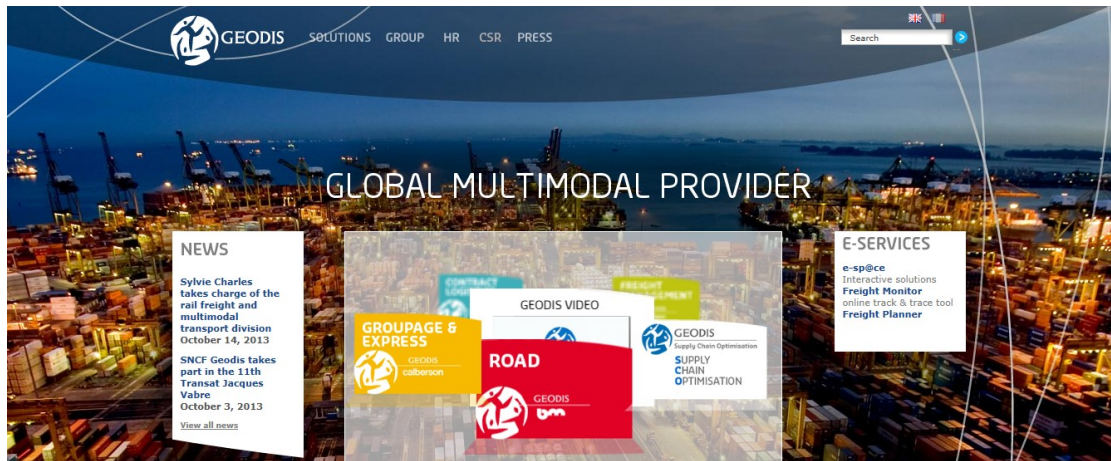 GEODIS
SOLUTIONS GROUP HR CSR PRESS
Search
GLOBAL MULTIMODAL PROVIDER
NEWS
Sylvie Charles
takes charge of the
rail freight and
multimodal
transport division
October 14, 2013
SNCF Geodis takes
part in the 11th
Transat Jacques
Vabre
October 3, 2013
View all news
CONTRACT
FREIGHT
GEODIS VIDEO
GROUPAGE &
EXPRESS
GEODIS
calberson
ROAD
GEODIS
bm
GEODIS
Supply Chain Optimisation
SUPPLY
CHAIN
OPTIMISATION
E-SERVICES
e-sp@ce
Interactive solutions
Freight Monitor
online track & trace tool
Freight Planner